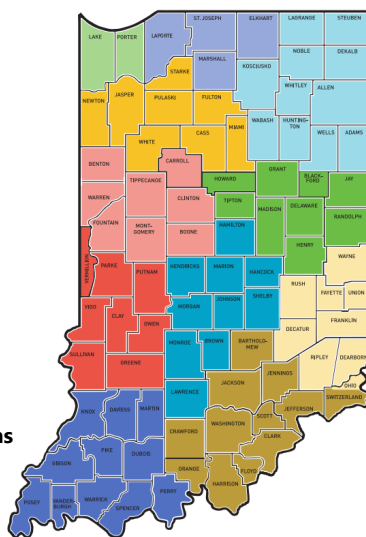 ST. JOSEPH
ELKHART
LAGRANGE
STEUBEN
LAKE
PORTER
LAPORTE
NOBLE
DEKALB
MARSHALL
STARKE
KOSCIUSKO
JASPER
WHITLEY
ALLEN
NEWTON
PULASKI
FULTON
WABASH
HUNTING-
TON
MIAMI
CASS
WHITE
WELLS
ADAMS
BENTON
CARROLL
GRANT
BLACK-
FORD
JAY
HOWARD
TIPPECANOE
WARREN
CLINTON
TIPTON
MADISON
DELAWARE
RANDOLPH
FOUNTAIN
MONT-
GOMERY
BOONE
HAMILTON
HENRY
WAYNE
VERMILLION
PARKE
PUTNAM
HENDRICKS
MARION
HANCOCK
RUSH
FAYETTE
UNION
SHELBY
JOHNSON
MORGAN
VIGO
CLAY
OWEN
FRANKLIN
DECATUR
MONROE
BROWN
BARTHOLO-
MEW
SULLIVAN
GREENE
RIPLEY
DEARBORN
JENNINGS
JACKSON
OHIO
LAWRENCE
SWITZERLAND
JEFFERSON
KNOX
DAVIESS
MARTIN
SCOTT
WASHINGTON
CRAWFORD
CLARK
ns
PIKE
DUBOIS
GIBSON
ORANGE
FLOYD
HARRISON
PERRY
POSEY
VANDER-
BURGH
WARRICK
SPENCER